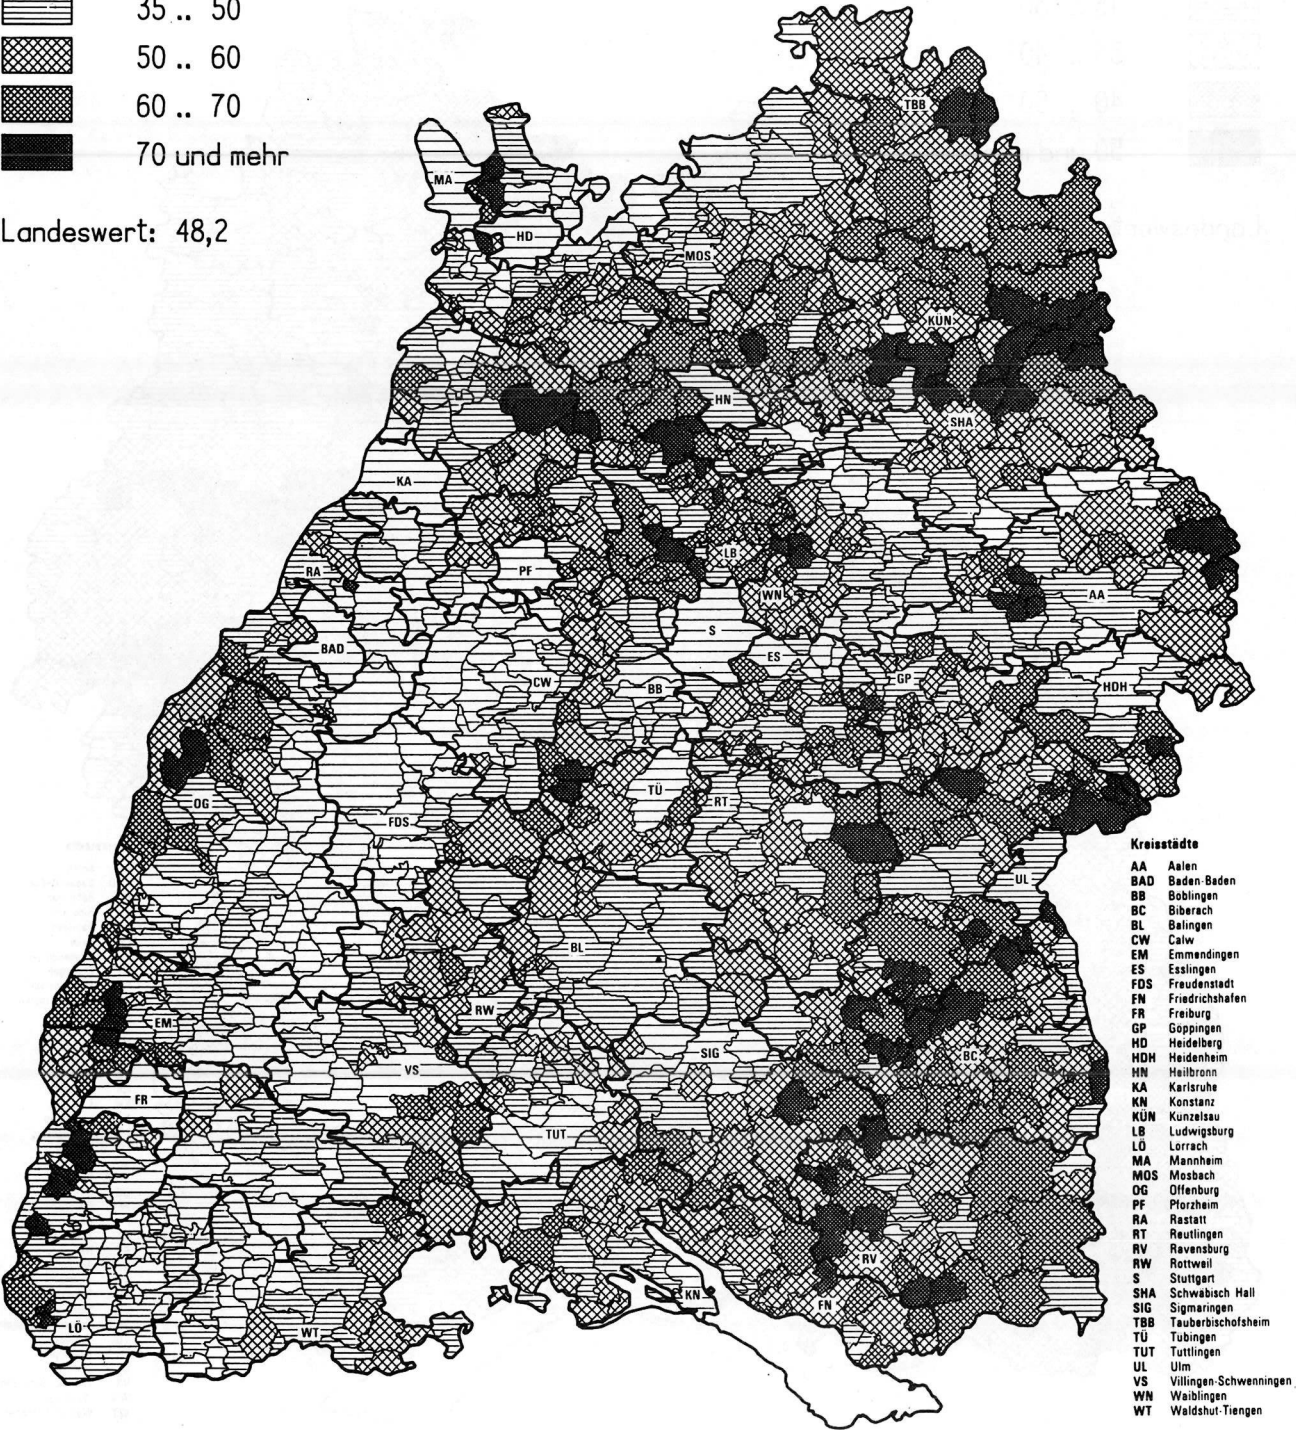 35 .. 50
50 .. 60
60 .. 70
70 und mehr
Landeswert: 48,2
TBB
MA
HD
MOS
KÜN
HN
SHA
KA
LB
PF
RA
WN
AA
S
BAD
ES
CW
BB
GP
HDH
TÜ
RT
OG
FDS
UL
BL
RW
EM
SIG
BC
VS
FR
TUT
RV
KN
FN
LÖ
WT
Kreisstädte
AA Aalen
BAD Baden-Baden
BB Böblingen
BC Biberach
BL Balingen
CW Calw
EM Emmendingen
ES Esslingen
FDS Freudenstadt
FN Friedrichshafen
FR Freiburg
GP Göppingen
HD Heidelberg
HDH Heidenheim
HN Heilbronn
KA Karlsruhe
KN Konstanz
KÜN Kunzelsau
LB Ludwigsburg
LÖ Lorrach
MA Mannheim
MOS Mosbach
OG Offenburg
PF Pforzheim
RA Rastatt
RT Reutlingen
RV Ravensburg
RW Rottweil
S Stuttgart
SHA Schwäbisch Hall
SIG Sigmaringen
TBB Tauberbischofsheim
TÜ Tubingen
TUT Tuttlingen
UL Ulm
VS Villingen-Schwenningen
WN Waiblingen
WT Waldshut-Tiengen